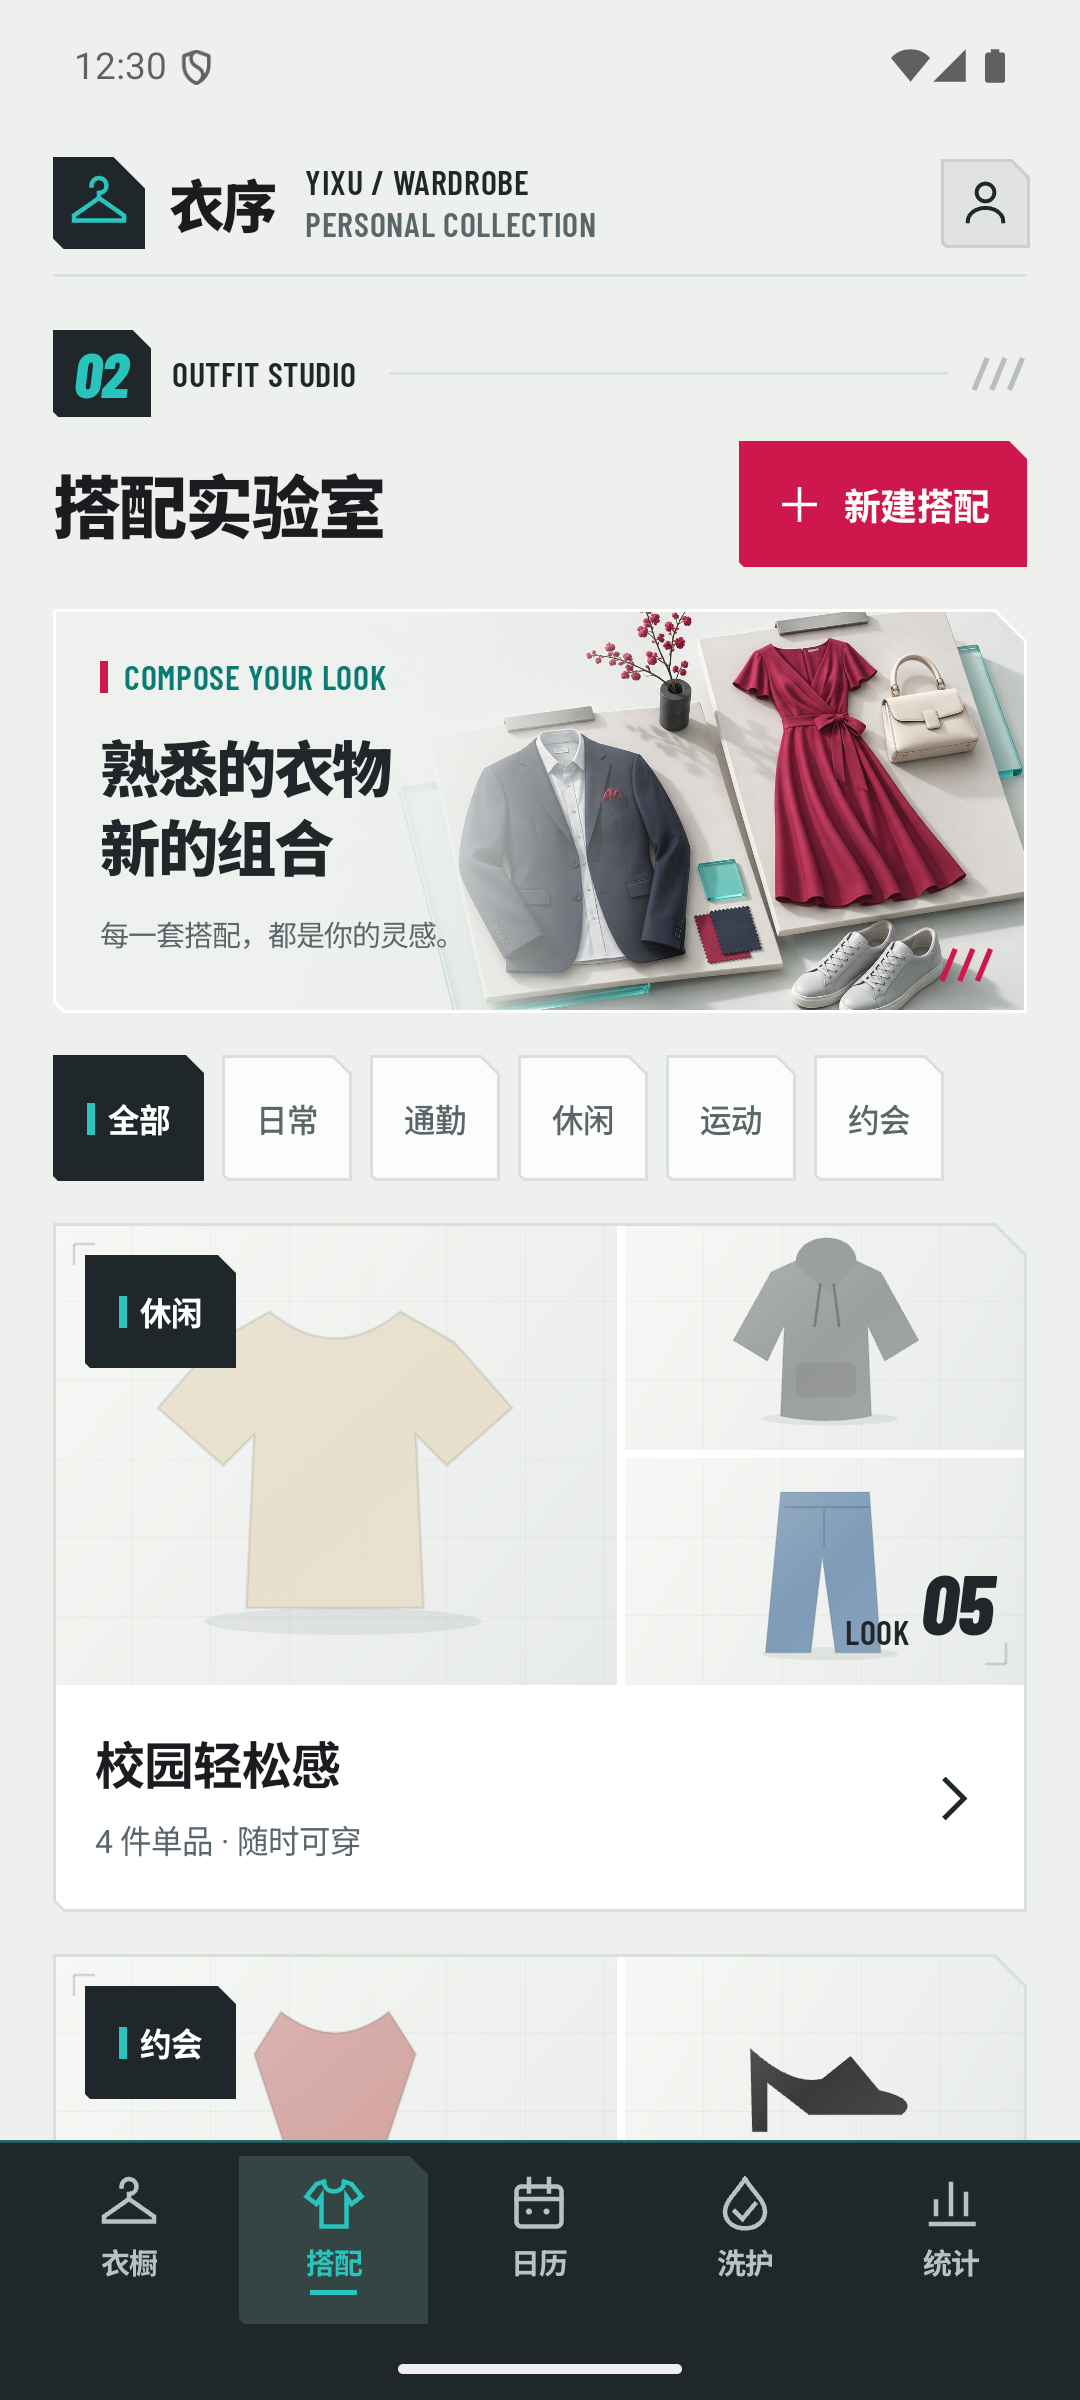 12:30
衣序
YIXU / WARDROBE
PERSONAL COLLECTION
02
OUTFIT STUDIO
搭配实验室
新建搭配
COMPOSE YOUR LOOK
熟悉的衣物
新的组合
每一套搭配，都是你的灵感。
全部
日常
通勤
休闲
运动
约会
休闲
LOOK 05
校园轻松感
4 件单品 · 随时可穿
约会
衣橱
搭配
日历
洗护
统计